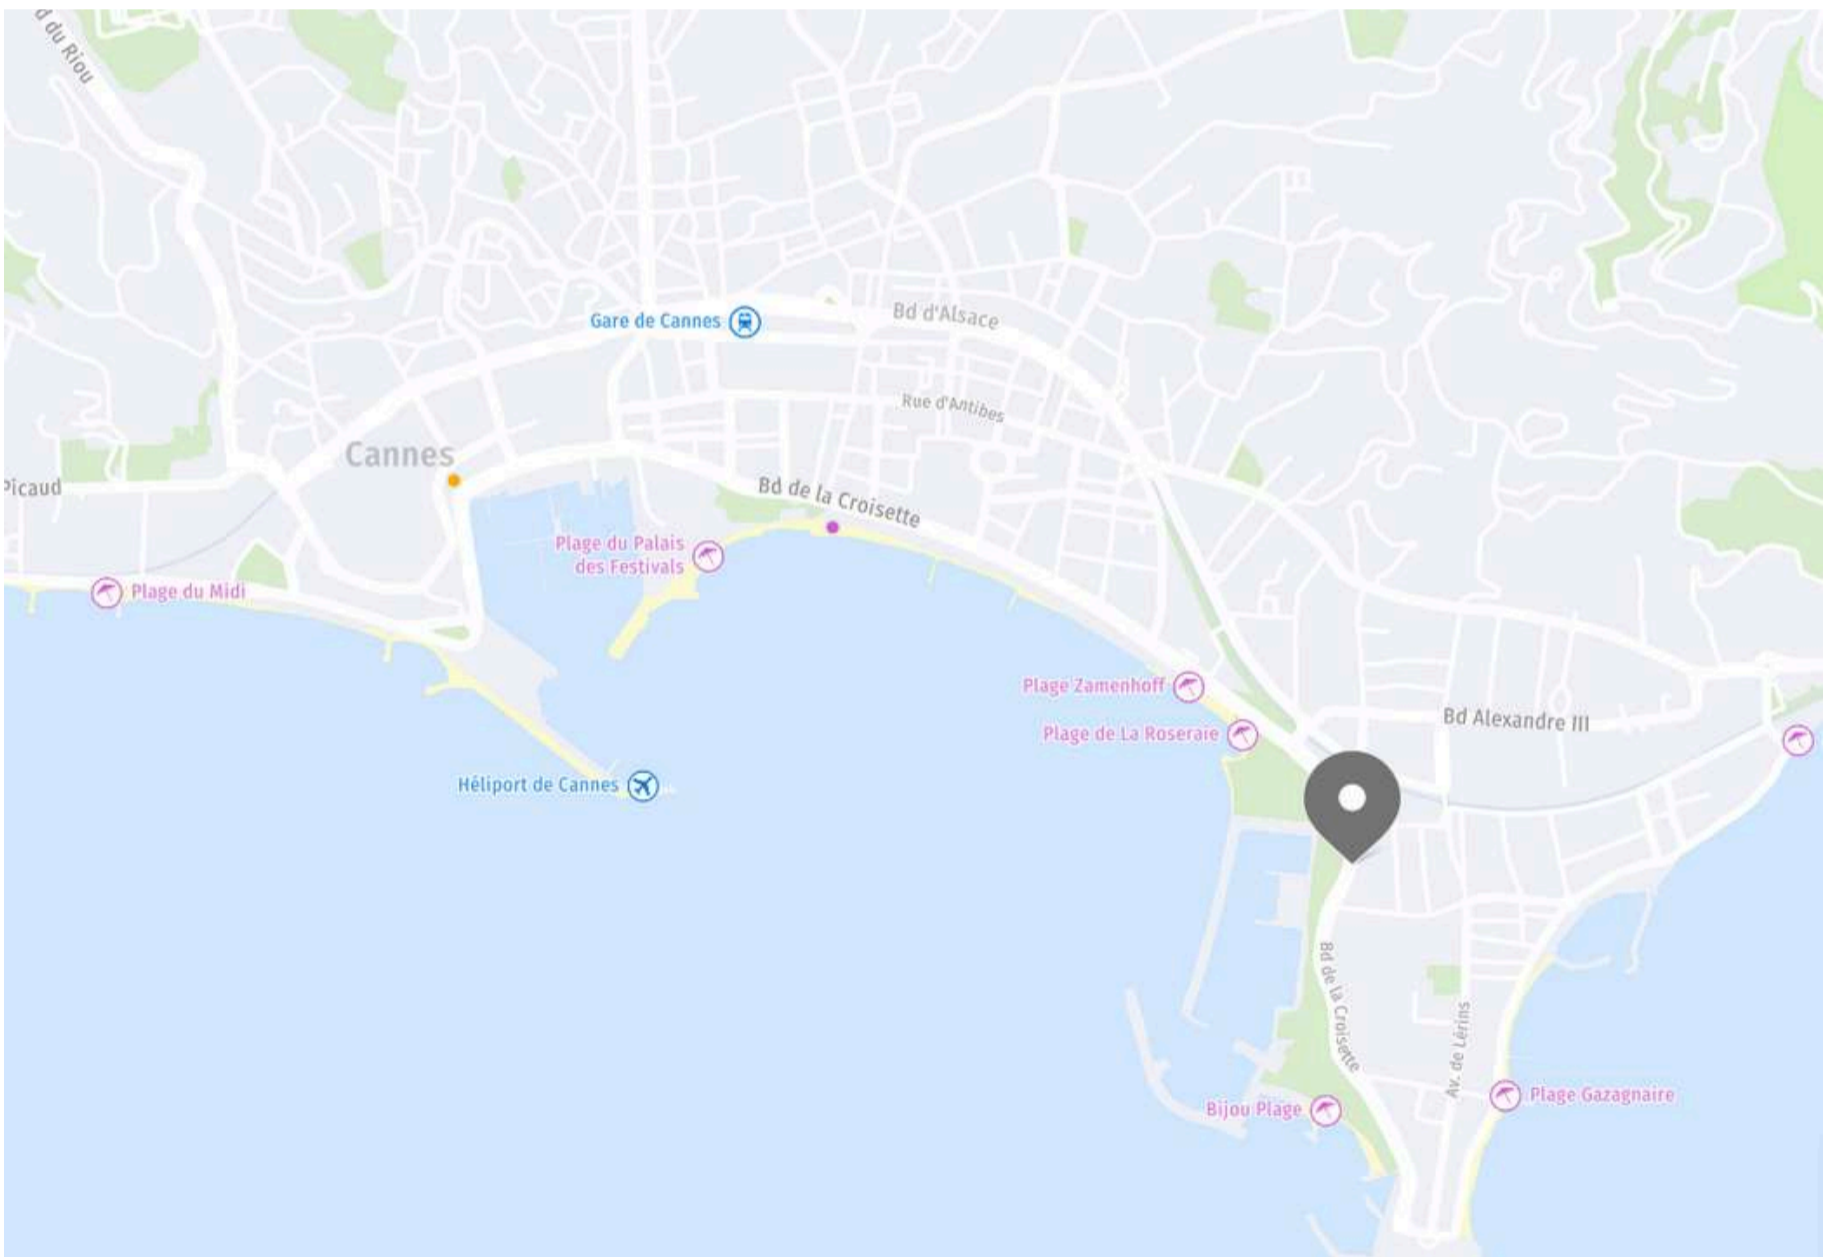 d du Riou
Gare de Cannes
Bd d'Alsace
Rue d'Antibes
Cannes
Picaud
Bd de la Croisette
Plage du Palais
des Festivals
Plage du Midi
Plage Zamenhoff
Plage de La Roseraie
Bd Alexandre III
Héliport de Cannes
Bd de la Croisette
Av. de Lérins
Bijou Plage
Plage Gazagnaire